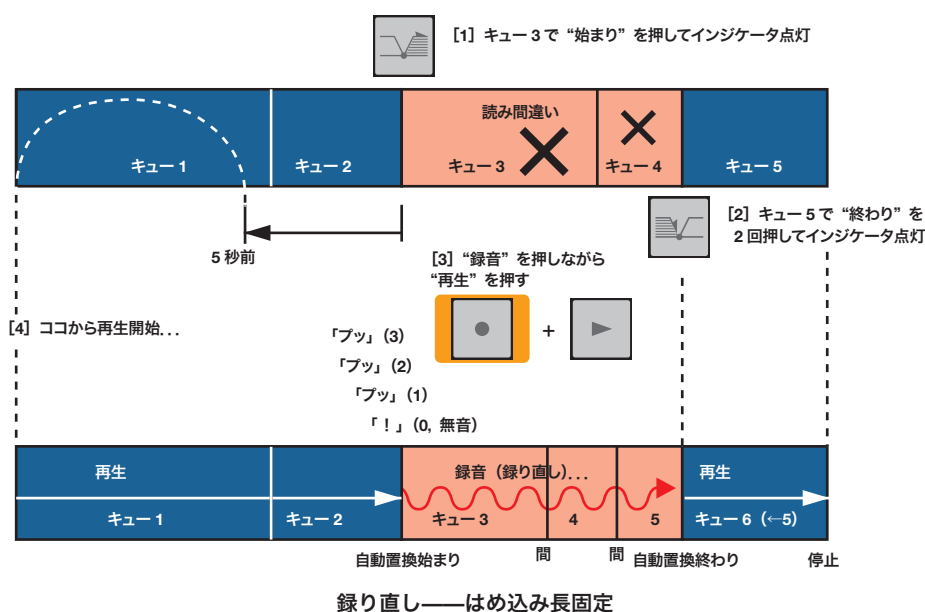 [1] キュー 3 で “始まり” を押してインジケータ点灯
読み間違い
キュー 1
キュー 2
キュー 3
キュー 4
キュー 5
[2] キュー 5 で “終わり” を
2 回押してインジケータ点灯
5 秒前
[3] “録音” を押しながら
“再生” を押す
+
[4] ココから再生開始...
「プッ」(3)
「プッ」(2)
「プッ」(1)
「!」(0, 無音)
再生
録音（録り直し）...
再生
キュー 1
キュー 2
キュー 3
4
5
キュー 6（←5）
自動置換始まり
間
間
自動置換終わり
停止
録り直し——はめ込み長固定